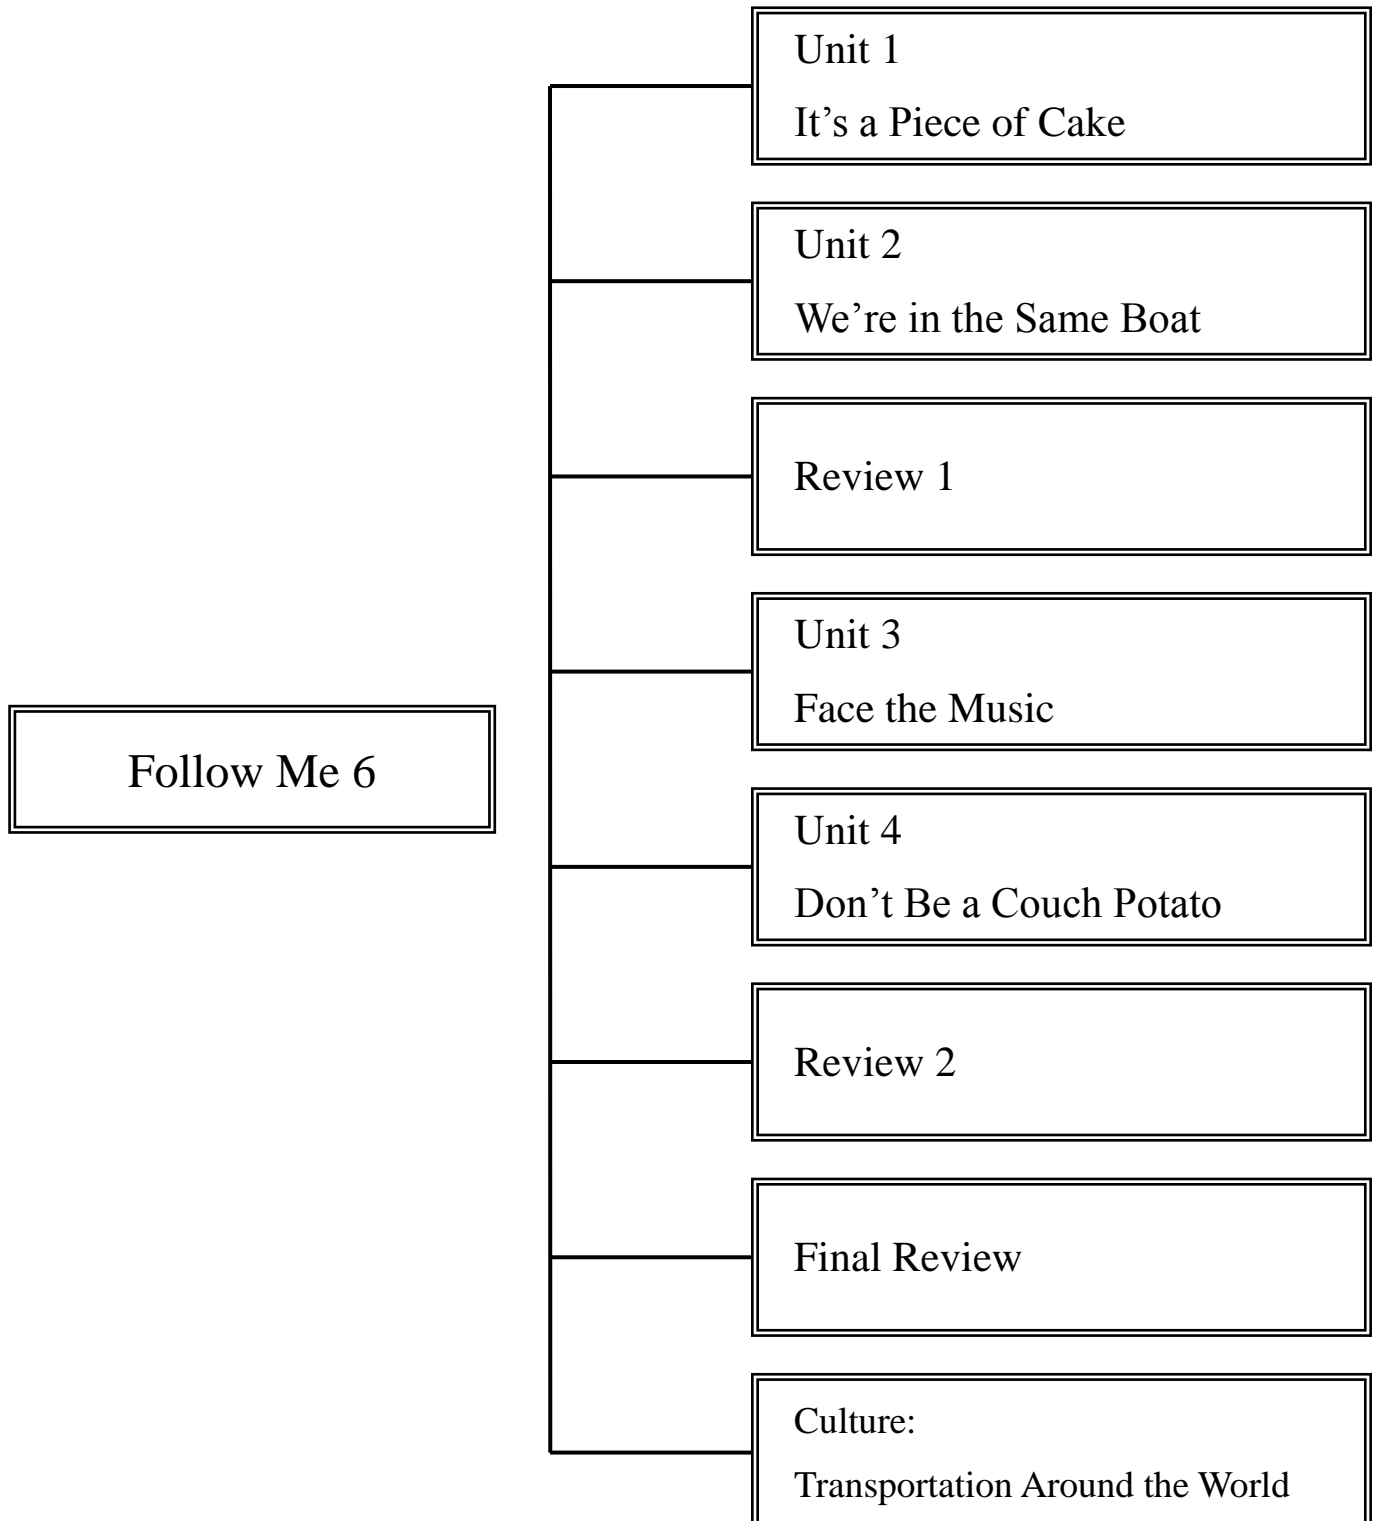 Follow Me 6
Unit 1
It’s a Piece of Cake
Unit 2
We’re in the Same Boat
Review 1
Unit 3
Face the Music
Unit 4
Don’t Be a Couch Potato
Review 2
Final Review
Culture:
Transportation Around the World